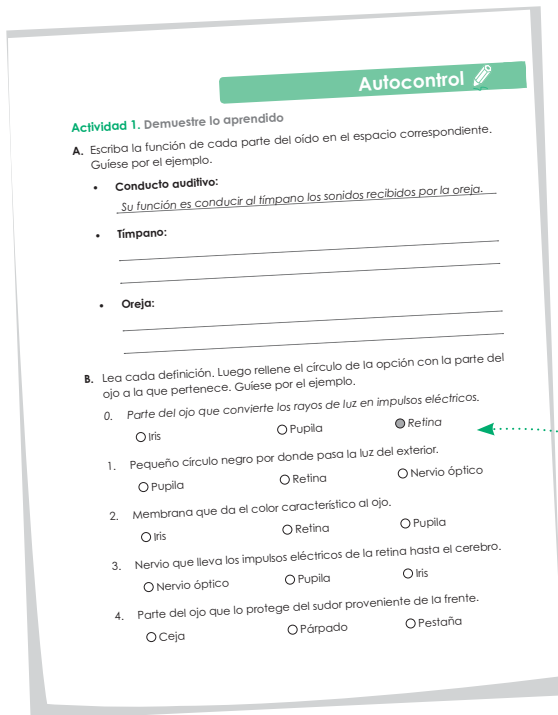 Autocontrol
Actividad 1. Demuestre lo aprendido
A. Escriba la función de cada parte del oído en el espacio correspondiente.
Guíese por el ejemplo.
• Conducto auditivo:
Su función es conducir al tímpano los sonidos recibidos por la oreja.
• Tímpano:
• Oreja:
B. Lea cada definición. Luego rellene el círculo de la opción con la parte del
ojo a la que pertenece. Guíese por el ejemplo.
0. Parte del ojo que convierte los rayos de luz en impulsos eléctricos.
Iris Pupila Retina
1. Pequeño círculo negro por donde pasa la luz del exterior.
Pupila Retina Nervio óptico
2. Membrana que da el color característico al ojo.
Iris Retina Pupila
3. Nervio que lleva los impulsos eléctricos de la retina hasta el cerebro.
Nervio óptico Pupila Iris
4. Parte del ojo que lo protege del sudor proveniente de la frente.
Ceja Párpado Pestaña